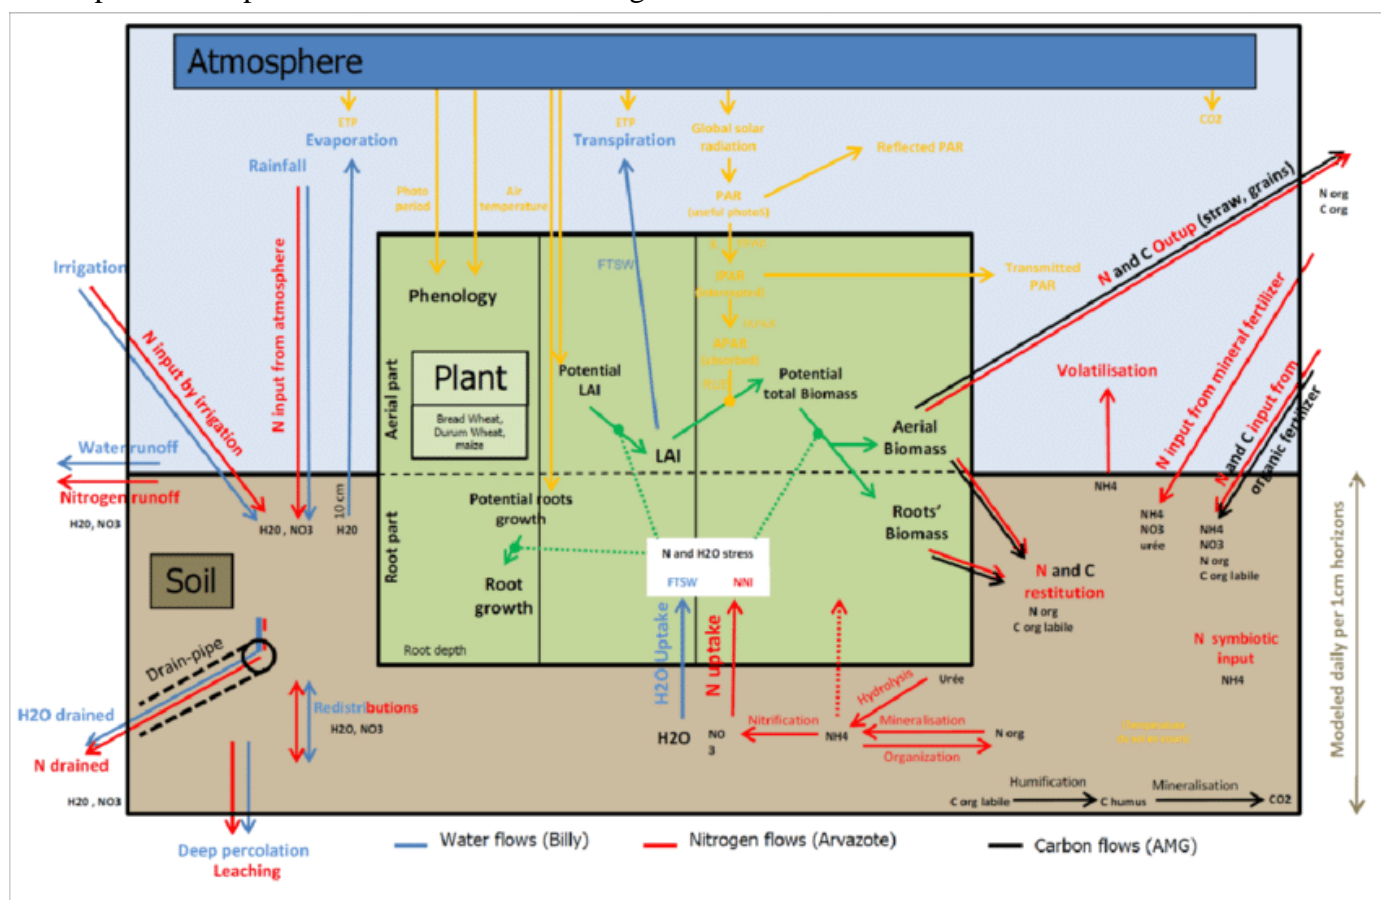 Atmosphere
ETP
Evaporation
ETP
Transpiration
Global solar
radiation
CO2
Rainfall
Reflected PAR
Photo
period
Air
temperature
PAR
N org
C org
N and C Outup (straw, grains)
Irrigation
FTSW
Transmitted
PAR
Phenology
N input by irrigation
N input from atmosphere
Aerial part
Plant
Bread Wheat,
Durum Wheat,
maize
Potential
LAI
Potential
total Biomass
LAI
Aerial
Biomass
Volatilisation
N input from mineral fertilizer
N and C input from
organic fertilizer
Water runoff
Nitrogen runoff
H20, NO3
H20 , NO3
10 cm
H20
Root part
Potential roots
growth
Root
growth
Roots'
Biomass
NH4
NH4
NO3
urée
NH4
NO3
N org
C org labile
N and H2O stress
FTSW
NNI
Soil
N and C
restitution
N org
C org labile
Modeled daily per 1cm horizons
N symbiotic
input
NH4
Root depth
Drain-pipe
H2O Uptake
N uptake
Urée
Hydrolysis
H2O drained
Redistributions
H2O, NO3
H2O
NO
3
Nitrification
NH4
Mineralisation
Organization
N org
N drained
H20 , NO3
Humification
Mineralisation
C org labile
C humus
CO2
Deep percolation
Leaching
Water flows (Billy)
Nitrogen flows (Arvazote)
Carbon flows (AMG)